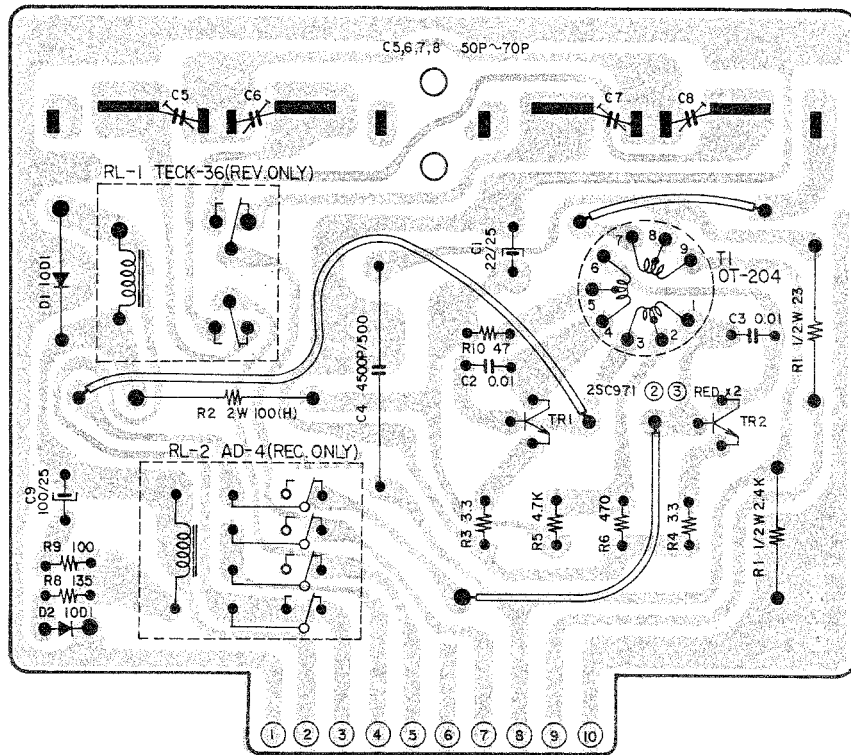 C5,6,7,8 50P～70P
C5
C6
C7
C8
RL-1 TECK-36(REV.ONLY)
D1 10D1
C1
22/25
7
8
9
6
5
4
3
2
1
T1
OT-204
C3 0.01
R1 1/2W 23
C4 4500P/500
R10 47
C2 0.01
R2 2W 100(H)
2SC971 ② ③ RED x2
TR1
TR2
RL-2 AD-4(REC.ONLY)
C9
100/25
R3 3.3
R5 4.7K
R6 470
R4 3.3
R1 1/2W 2.4K
R9 100
R8 135
D2 10D1
① ② ③ ④ ⑤ ⑥ ⑦ ⑧ ⑨ ⑩